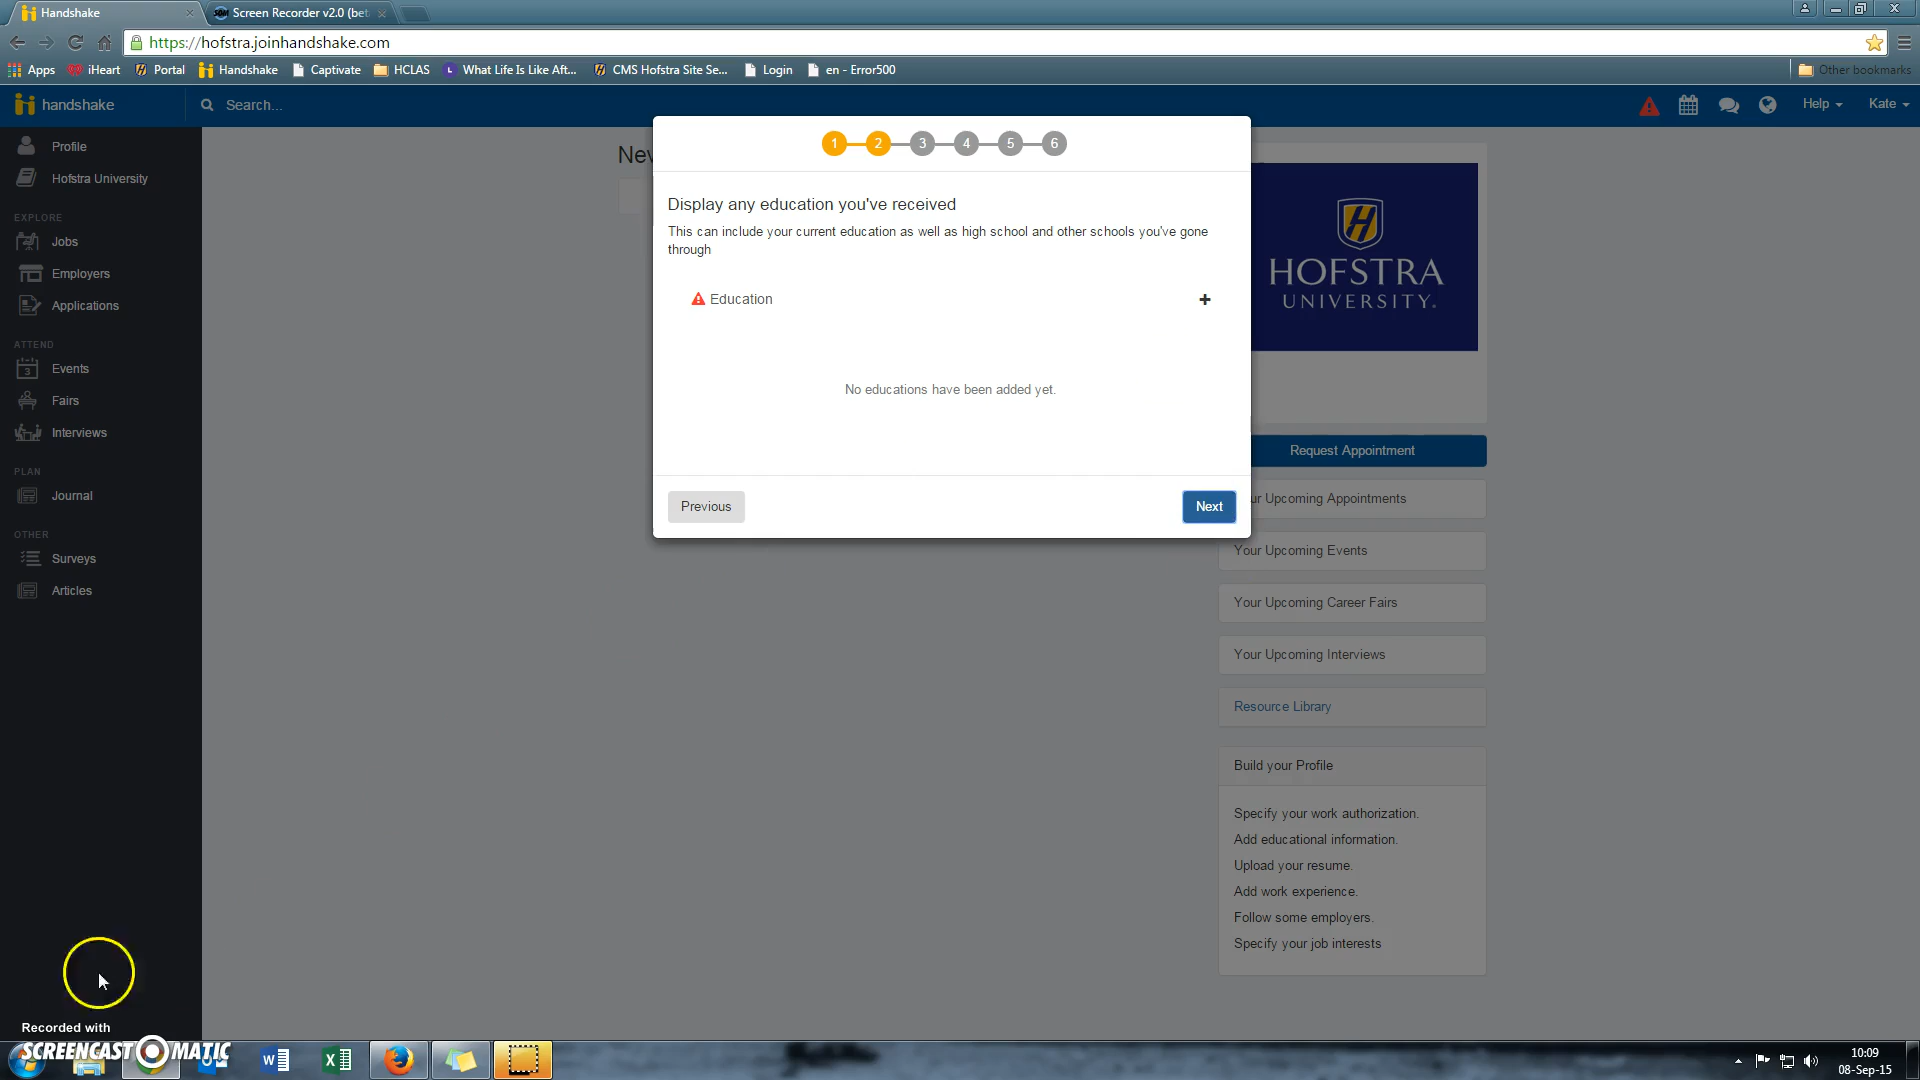 Handshake
Screen Recorder v2.0 (bet
https://hofstra.joinhandshake.com
Apps
iHeart
Portal
Handshake
Captivate
HCLAS
What Life Is Like Aft...
CMS Hofstra Site Se...
Login
en - Error500
Other bookmarks
handshake
Search...
Help
Kate
Profile
Hofstra University
EXPLORE
Jobs
Employers
Applications
ATTEND
3
Events
Fairs
Interviews
PLAN
Journal
OTHER
Surveys
Articles
1
2
3
4
5
6
Display any education you've received
This can include your current education as well as high school and other schools you've gone
through
Education
+
No educations have been added yet.
Previous
Next
HOFSTRA
UNIVERSITY.
Request Appointment
Upcoming Appointments
Your Upcoming Events
Your Upcoming Career Fairs
Your Upcoming Interviews
Resource Library
Build your Profile
Specify your work authorization.
Add educational information.
Upload your resume.
Add work experience.
Follow some employers.
Specify your job interests
Recorded with
SCREENCAST MATIC
10:09
08-Sep-15